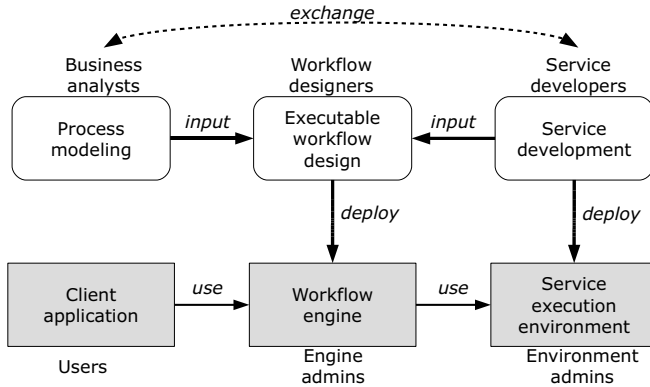 exchange
Business
analysts
Workflow
designers
Service
developers
Process
modeling
input
Executable
workflow
design
input
Service
development
deploy
deploy
Client
application
use
Workflow
engine
use
Service
execution
environment
Users
Engine
admins
Environment
admins